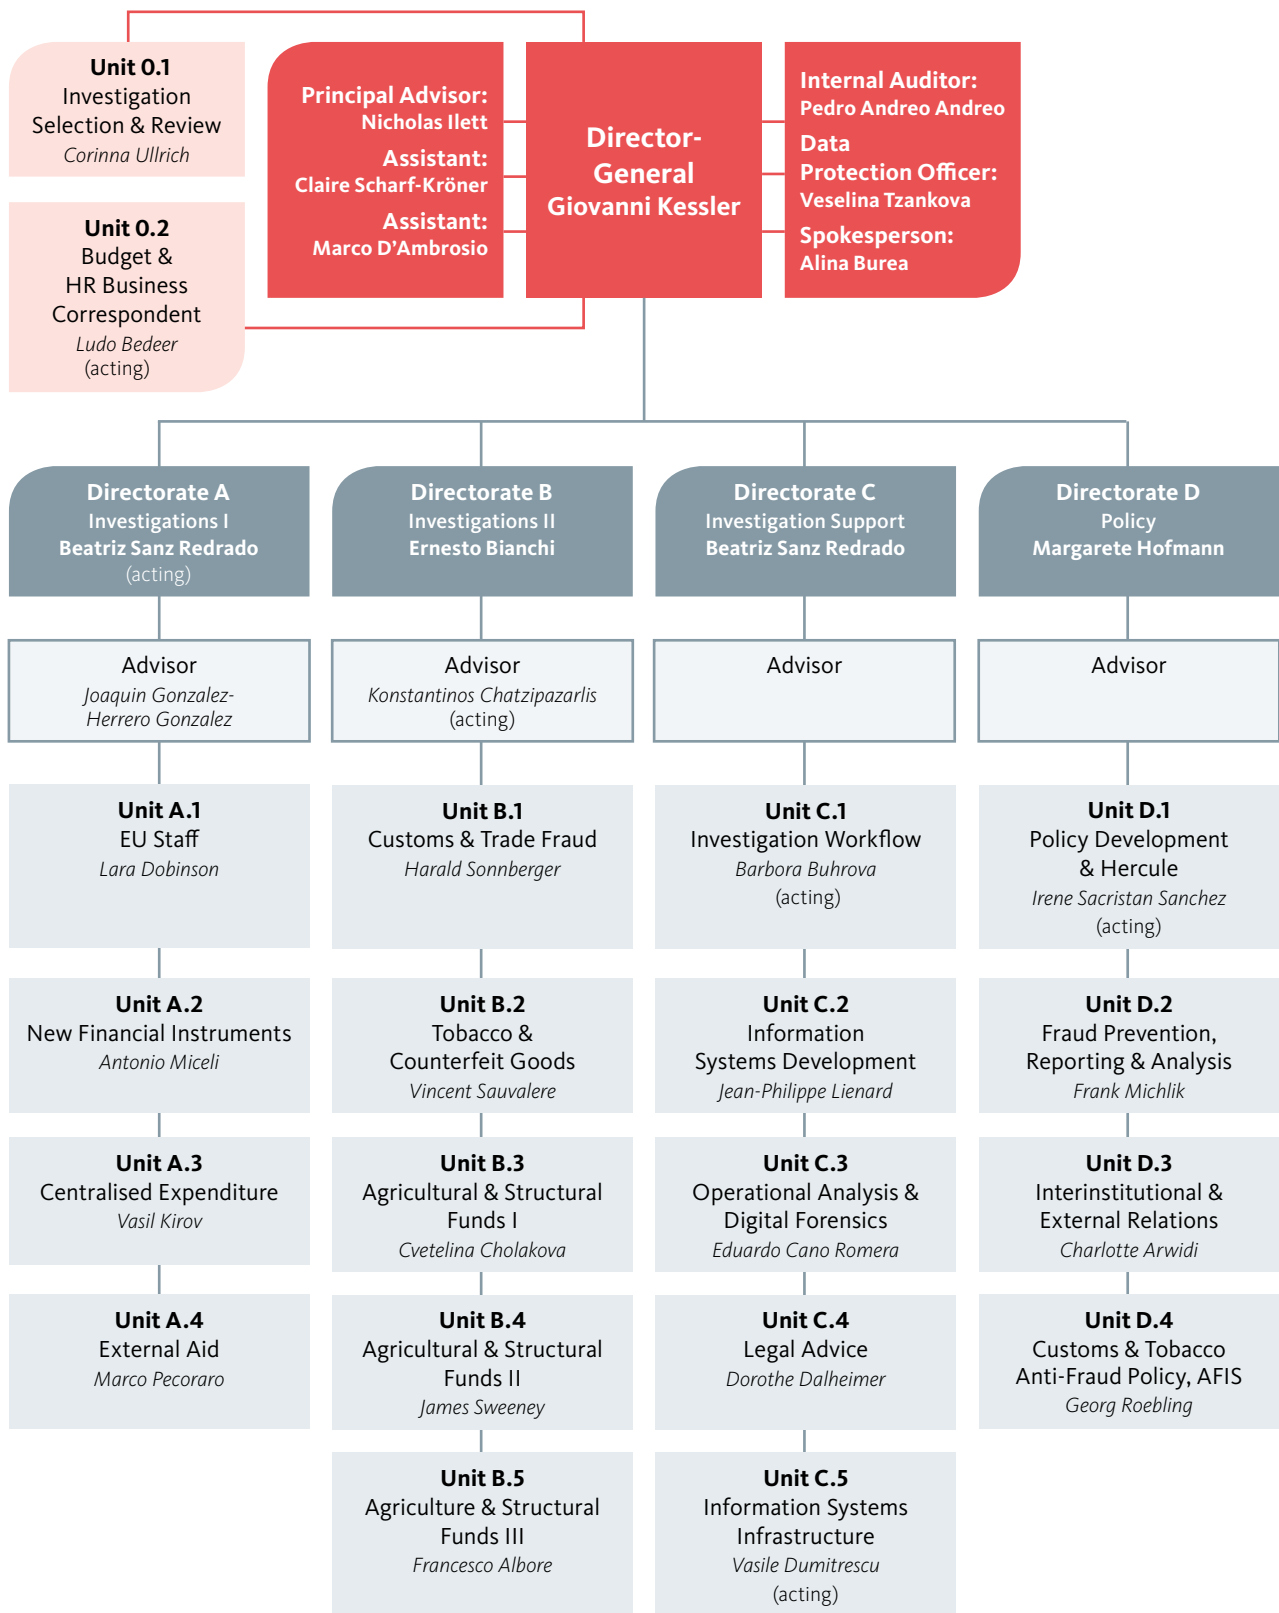 Unit 0.1
Investigation
Selection & Review
Corinna Ullrich
Unit 0.2
Budget &
HR Business
Correspondent
Ludo Bedeer
(acting)
Principal Advisor:
Nicholas Ilett
Assistant:
Claire Scharf-Kröner
Assistant:
Marco D’Ambrosio
Director-
General
Giovanni Kessler
Internal Auditor:
Pedro Andreo Andreo
Data
Protection Officer:
Veselina Tzankova
Spokesperson:
Alina Burea
Directorate A
Investigations I
Beatriz Sanz Redrado
(acting)
Advisor
Joaquin Gonzalez-
Herrero Gonzalez
Unit A.1
EU Staff
Lara Dobinson
Unit A.2
New Financial Instruments
Antonio Miceli
Unit A.3
Centralised Expenditure
Vasil Kirov
Unit A.4
External Aid
Marco Pecoraro
Directorate B
Investigations II
Ernesto Bianchi
Advisor
Konstantinos Chatzipazarlis
(acting)
Unit B.1
Customs & Trade Fraud
Harald Sonnberger
Unit B.2
Tobacco &
Counterfeit Goods
Vincent Sauvalere
Unit B.3
Agricultural & Structural
Funds I
Cvetelina Cholakova
Unit B.4
Agricultural & Structural
Funds II
James Sweeney
Unit B.5
Agriculture & Structural
Funds III
Francesco Albore
Directorate C
Investigation Support
Beatriz Sanz Redrado
Advisor
Unit C.1
Investigation Workflow
Barbora Buhrova
(acting)
Unit C.2
Information
Systems Development
Jean-Philippe Lienard
Unit C.3
Operational Analysis &
Digital Forensics
Eduardo Cano Romera
Unit C.4
Legal Advice
Dorothe Dalheimer
Unit C.5
Information Systems
Infrastructure
Vasile Dumitrescu
(acting)
Directorate D
Policy
Margarete Hofmann
Advisor
Unit D.1
Policy Development
& Hercule
Irene Sacristan Sanchez
(acting)
Unit D.2
Fraud Prevention,
Reporting & Analysis
Frank Michlik
Unit D.3
Interinstitutional &
External Relations
Charlotte Arwidi
Unit D.4
Customs & Tobacco
Anti-Fraud Policy, AFIS
Georg Roebling